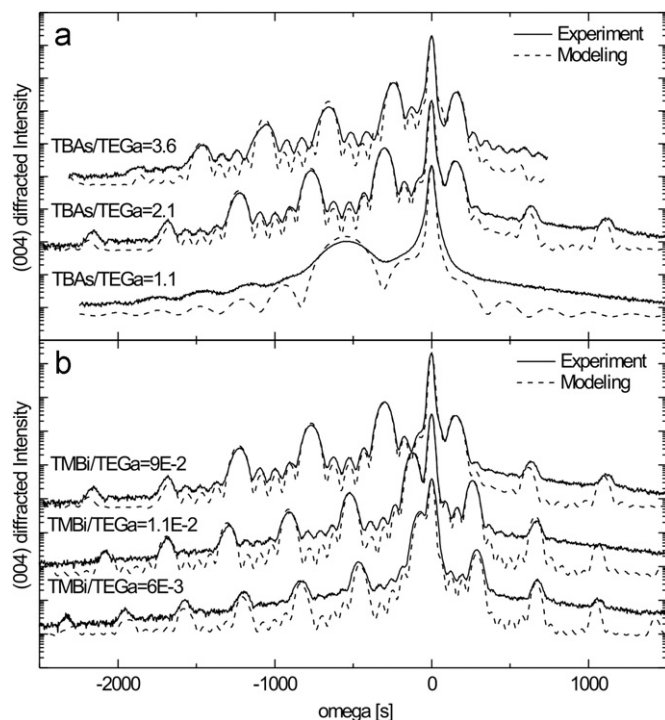 a
Experiment
Modeling
TBAs/TEGa=3.6
TBAs/TEGa=2.1
TBAs/TEGa=1.1
(004) diffracted Intensity
b
Experiment
Modeling
TMBi/TEGa=9E-2
TMBi/TEGa=1.1E-2
TMBi/TEGa=6E-3
(004) diffracted Intensity
-2000 -1000 0 1000
omega [s]